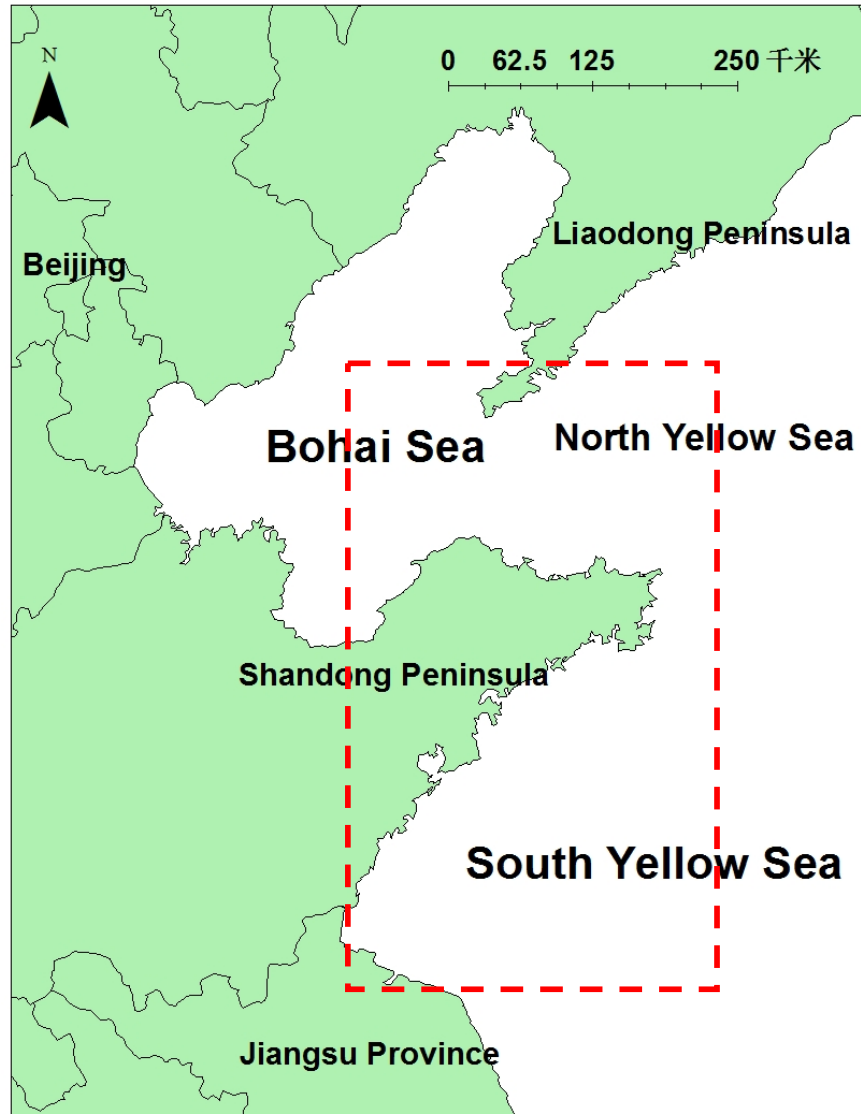 N
0 62.5 125 250 千米
Liaodong Peninsula
Beijing
North Yellow Sea
Bohai Sea
Shandong Peninsula
South Yellow Sea
Jiangsu Province